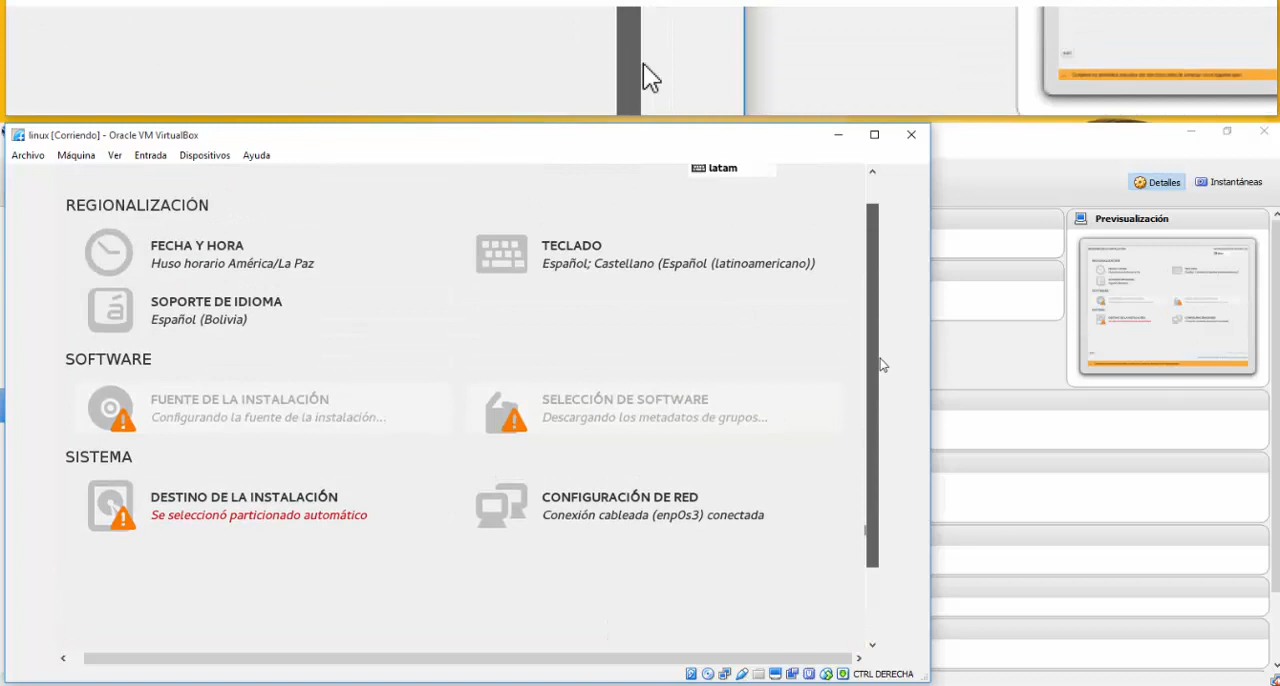 linux [Corriendo] - Oracle VM VirtualBox
Archivo Máquina Ver Entrada Dispositivos Ayuda
Detalles Instantáneas
latam
Previsualización
REGIONALIZACIÓN
FECHA Y HORA
Huso horario América/La Paz
TECLADO
Español; Castellano (Español (latinoamericano))
SOPORTE DE IDIOMA
Español (Bolivia)
SOFTWARE
FUENTE DE LA INSTALACIÓN
Configurando la fuente de la instalación...
SELECCIÓN DE SOFTWARE
Descargando los metadatos de grupos...
SISTEMA
DESTINO DE LA INSTALACIÓN
Se seleccionó particionado automático
CONFIGURACIÓN DE RED
Conexión cableada (enp0s3) conectada
CTRL DERECHA